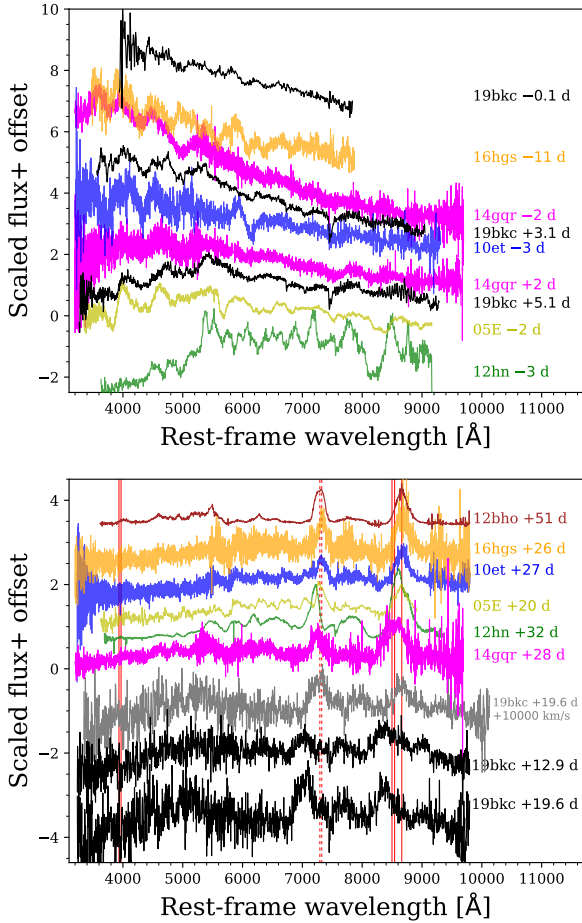 10
8
6
4
2
0
−2
Scaled flux+ offset
19bkc −0.1 d
16hgs −11 d
14gqr −2 d
19bkc +3.1 d
10et −3 d
14gqr +2 d
19bkc +5.1 d
05E −2 d
12hn −3 d
4000 5000 6000 7000 8000 9000 10000 11000
Rest-frame wavelength [Å]
4
2
0
−2
−4
Scaled flux+ offset
12bho +51 d
16hgs +26 d
10et +27 d
05E +20 d
12hn +32 d
14gqr +28 d
19bkc +19.6 d
+10000 km/s
19bkc +12.9 d
19bkc +19.6 d
4000 5000 6000 7000 8000 9000 10000 11000
Rest-frame wavelength [Å]